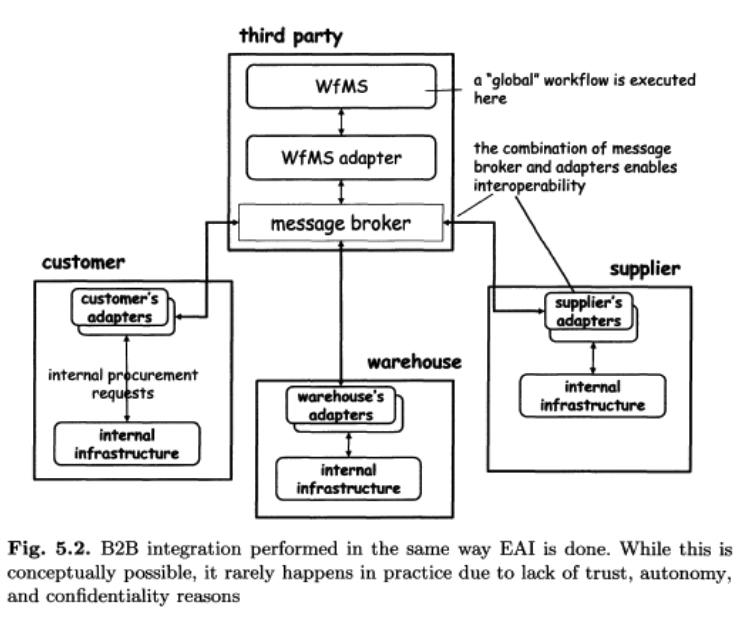 third party
WfMS
a "global" workflow is executed
here
WfMS adapter
the combination of message
broker and adapters enables
interoperability
message broker
customer
supplier
customer's
adapters
supplier's
adapters
internal procurement
requests
warehouse
warehouse's
adapters
internal
infrastructure
internal
infrastructure
internal
infrastructure
Fig. 5.2. B2B integration performed in the same way EAI is done. While this is
conceptually possible, it rarely happens in practice due to lack of trust, autonomy,
and confidentiality reasons